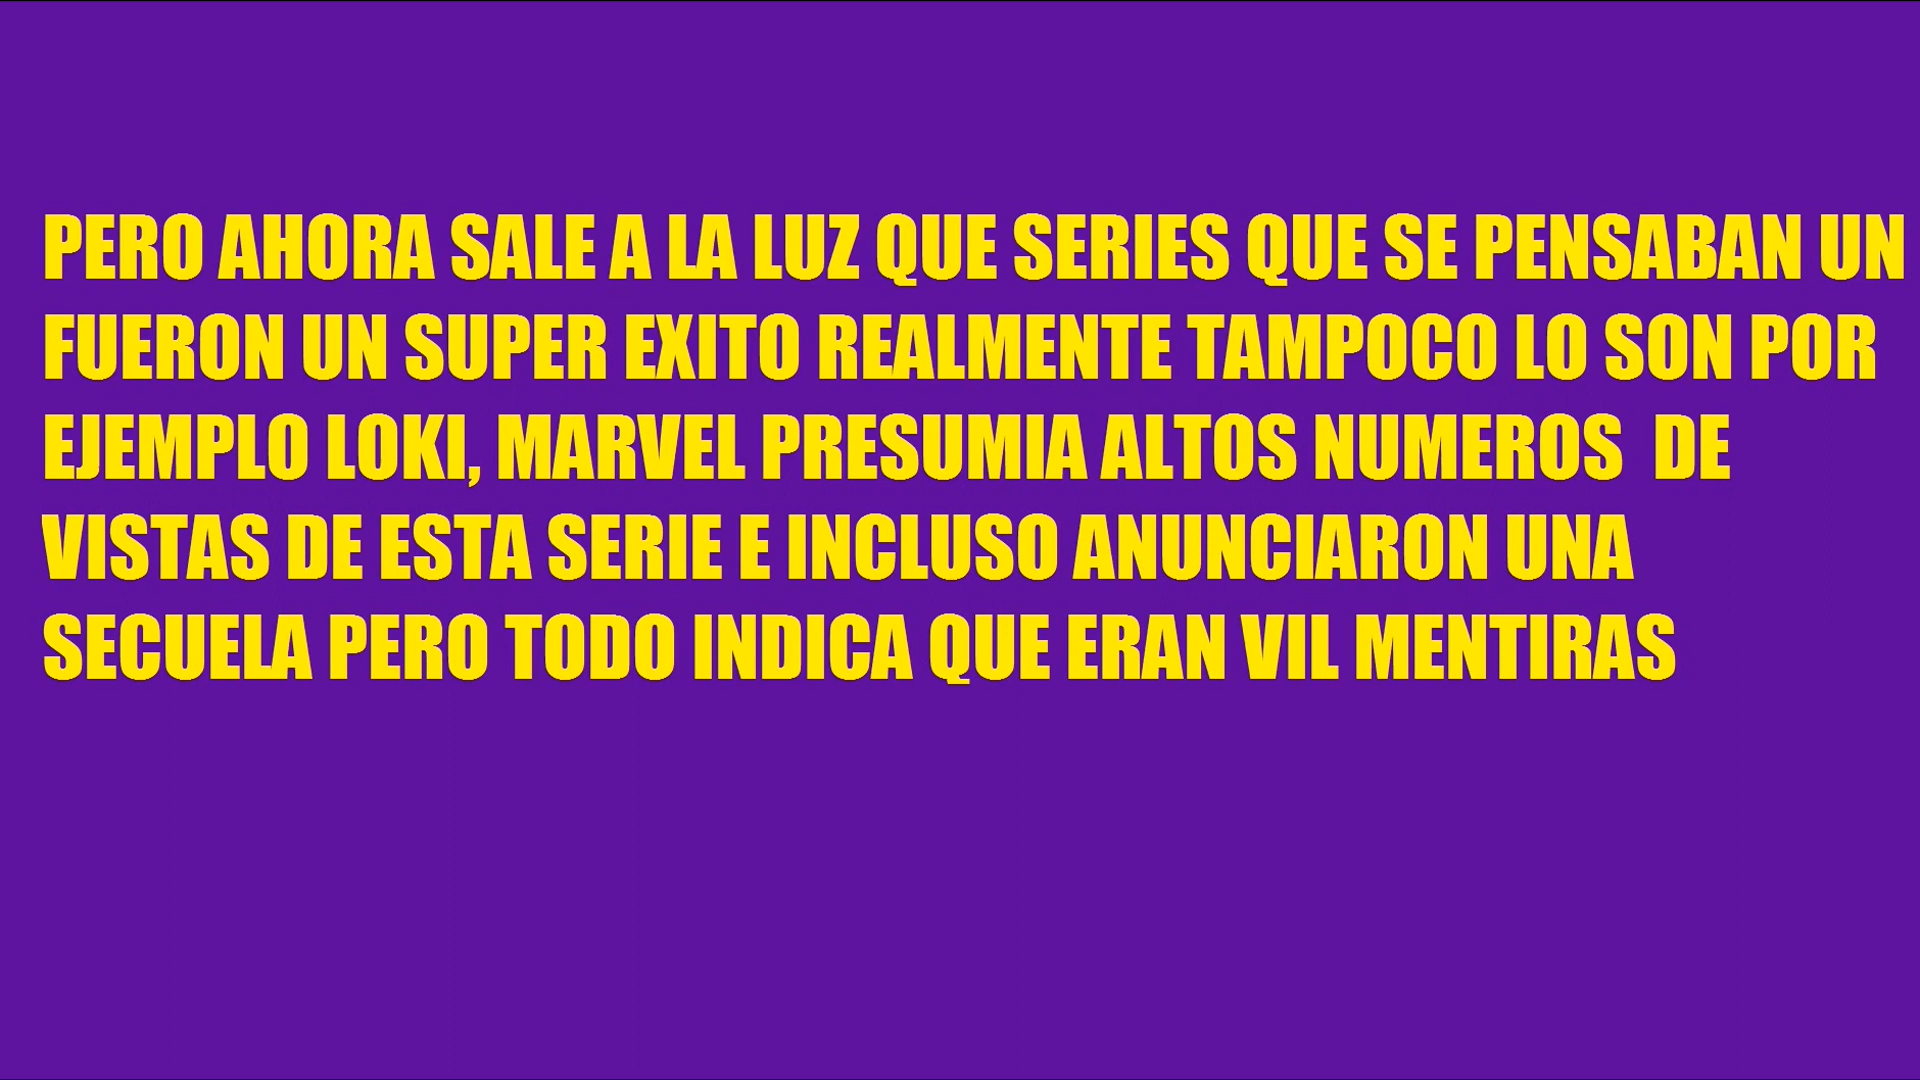 PERO AHORA SALE A LA LUZ QUE SERIES QUE SE PENSABAN UN
FUERON UN SUPER EXITO REALMENTE TAMPOCO LO SON POR
EJEMPLO LOKI, MARVEL PRESUMIA ALTOS NUMEROS  DE
VISTAS DE ESTA SERIE E INCLUSO ANUNCIARON UNA
SECUELA PERO TODO INDICA QUE ERAN VIL MENTIRAS